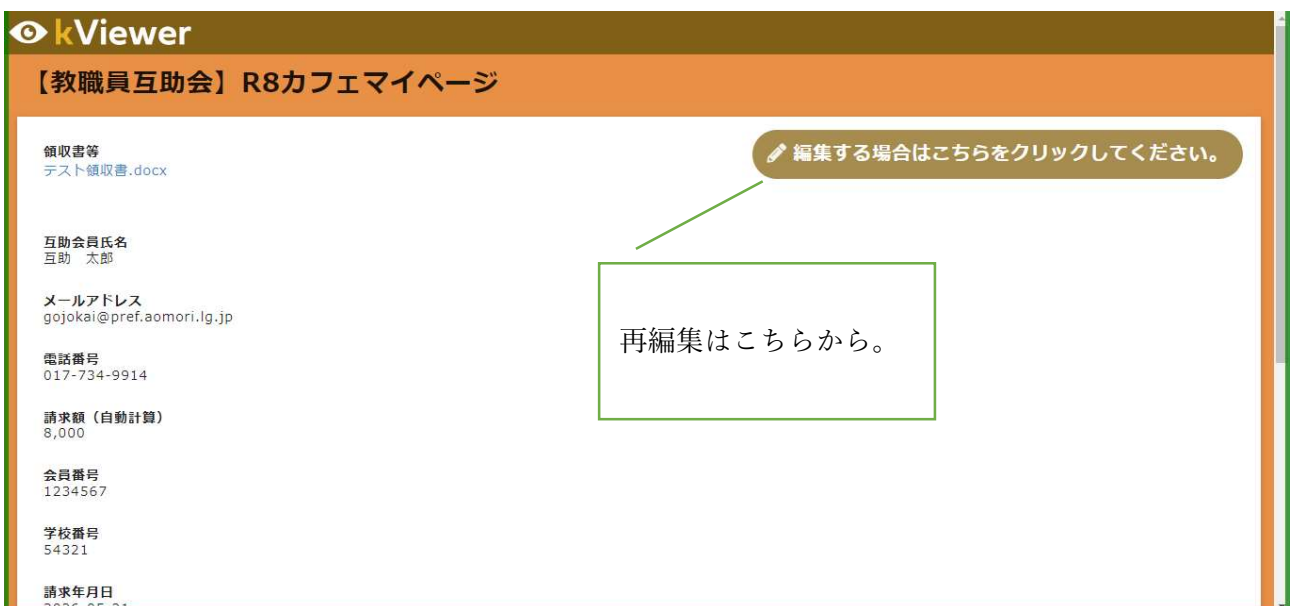 kViewer
【教職員互助会】R8カフェマイページ
領収書等
テスト領収書.docx
編集する場合はこちらをクリックしてください。
互助会員氏名
互助　太郎
メールアドレス
gojokai@pref.aomori.lg.jp
再編集はこちらから。
電話番号
017-734-9914
請求額（自動計算）
8,000
会員番号
1234567
学校番号
54321
請求年月日